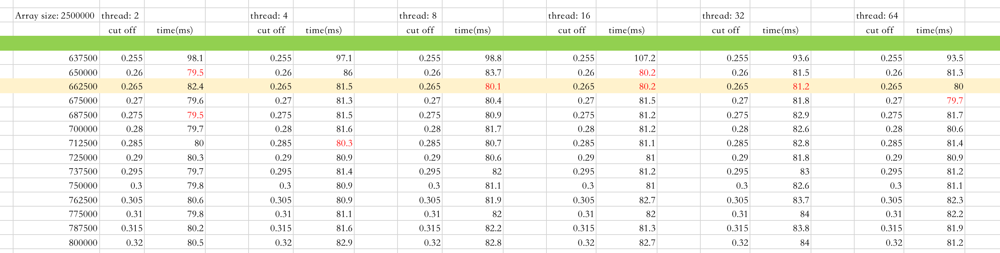 Array size: 2500000 thread: 2 thread: 4 thread: 8 thread: 16 thread: 32 thread: 64
cut off time(ms) cut off time(ms) cut off time(ms) cut off time(ms) cut off time(ms) cut off time(ms)
637500 0.255 98.1 0.255 97.1 0.255 98.8 0.255 107.2 0.255 93.6 0.255 93.5
650000 0.26 79.5 0.26 86 0.26 83.7 0.26 80.2 0.26 81.5 0.26 81.3
662500 0.265 82.4 0.265 81.5 0.265 80.1 0.265 80.2 0.265 81.2 0.265 80
675000 0.27 79.6 0.27 81.3 0.27 80.4 0.27 81.5 0.27 81.8 0.27 79.7
687500 0.275 79.5 0.275 81.5 0.275 80.9 0.275 81.2 0.275 82.9 0.275 81.7
700000 0.28 79.7 0.28 81.6 0.28 81.7 0.28 81.2 0.28 82.6 0.28 80.6
712500 0.285 80 0.285 80.3 0.285 80.7 0.285 81.1 0.285 82.8 0.285 81.4
725000 0.29 80.3 0.29 80.9 0.29 80.6 0.29 81 0.29 81.8 0.29 80.9
737500 0.295 79.7 0.295 81.4 0.295 82 0.295 81.2 0.295 83 0.295 81.2
750000 0.3 79.8 0.3 80.9 0.3 81.1 0.3 81 0.3 82.6 0.3 81.1
762500 0.305 80.6 0.305 80.9 0.305 81.9 0.305 82.7 0.305 83.7 0.305 82.3
775000 0.31 79.8 0.31 81.1 0.31 82 0.31 82 0.31 84 0.31 82.2
787500 0.315 80.2 0.315 81.6 0.315 82.2 0.315 81.3 0.315 83.8 0.315 81.9
800000 0.32 80.5 0.32 82.9 0.32 82.8 0.32 82.7 0.32 84 0.32 81.2